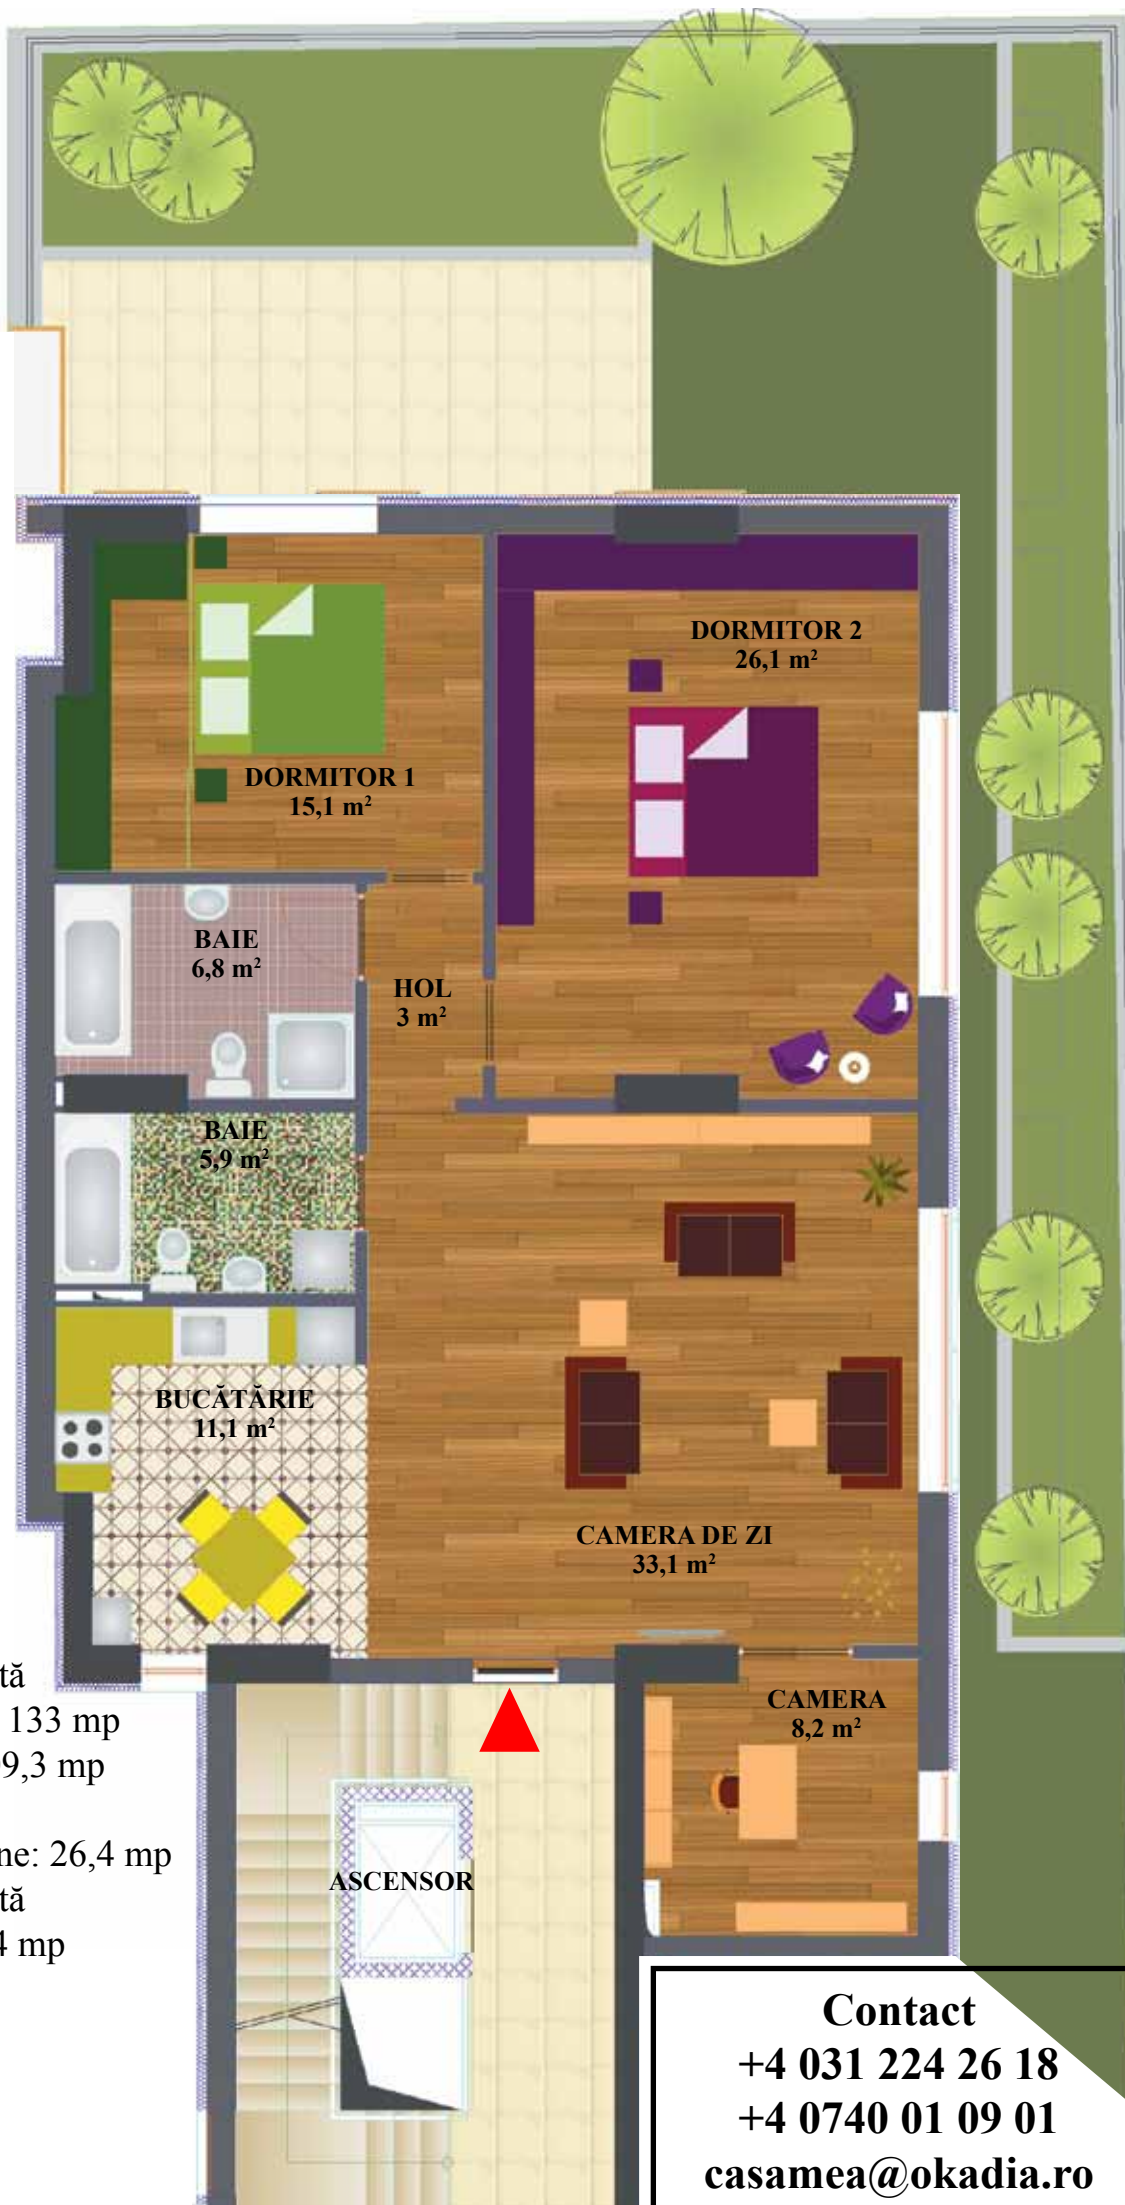 DORMITOR 2
26,1 m²
DORMITOR 1
15,1 m²
BAIE
6,8 m²
HOL
3 m²
BAIE
5,9 m²
BUCĂTĂRIE
11,1 m²
CAMERA DE ZI
33,1 m²
CAMERA
8,2 m²
ASCENSOR
tă
133 mp
9,3 mp
ne: 26,4 mp
tă
4 mp
Contact
+4 031 224 26 18
+4 0740 01 09 01
casamea@okadia.ro